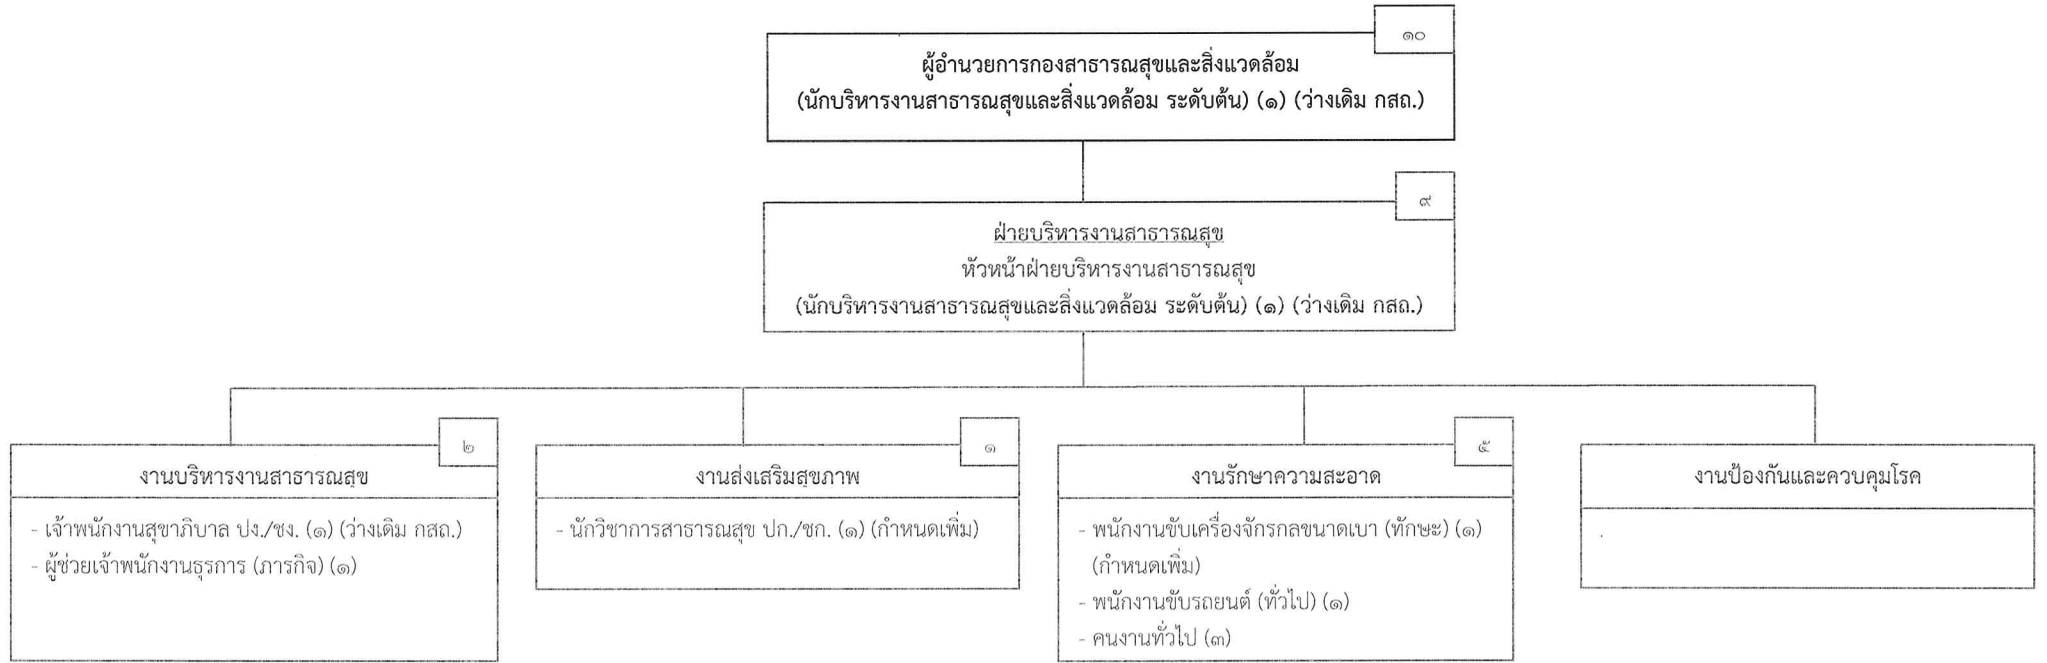 ๑๐
ผู้อำนวยการกองสาธารณสุขและสิ่งแวดล้อม
(นักบริหารงานสาธารณสุขและสิ่งแวดล้อม ระดับต้น) (๑) (ว่างเดิม กสถ.)
๙
ฝ่ายบริหารงานสาธารณสุข
หัวหน้าฝ่ายบริหารงานสาธารณสุข
(นักบริหารงานสาธารณสุขและสิ่งแวดล้อม ระดับต้น) (๑) (ว่างเดิม กสถ.)
๒
งานบริหารงานสาธารณสุข
- เจ้าพนักงานสุขาภิบาล ปง./ชง. (๑) (ว่างเดิม กสถ.)
- ผู้ช่วยเจ้าพนักงานธุรการ (ภารกิจ) (๑)
๑
งานส่งเสริมสุขภาพ
- นักวิชาการสาธารณสุข ปก./ชก. (๑) (กำหนดเพิ่ม)
๕
งานรักษาความสะอาด
- พนักงานขับเครื่องจักรกลขนาดเบา (ทักษะ) (๑)
(กำหนดเพิ่ม)
- พนักงานขับรถยนต์ (ทั่วไป) (๑)
- คนงานทั่วไป (๓)
งานป้องกันและควบคุมโรค